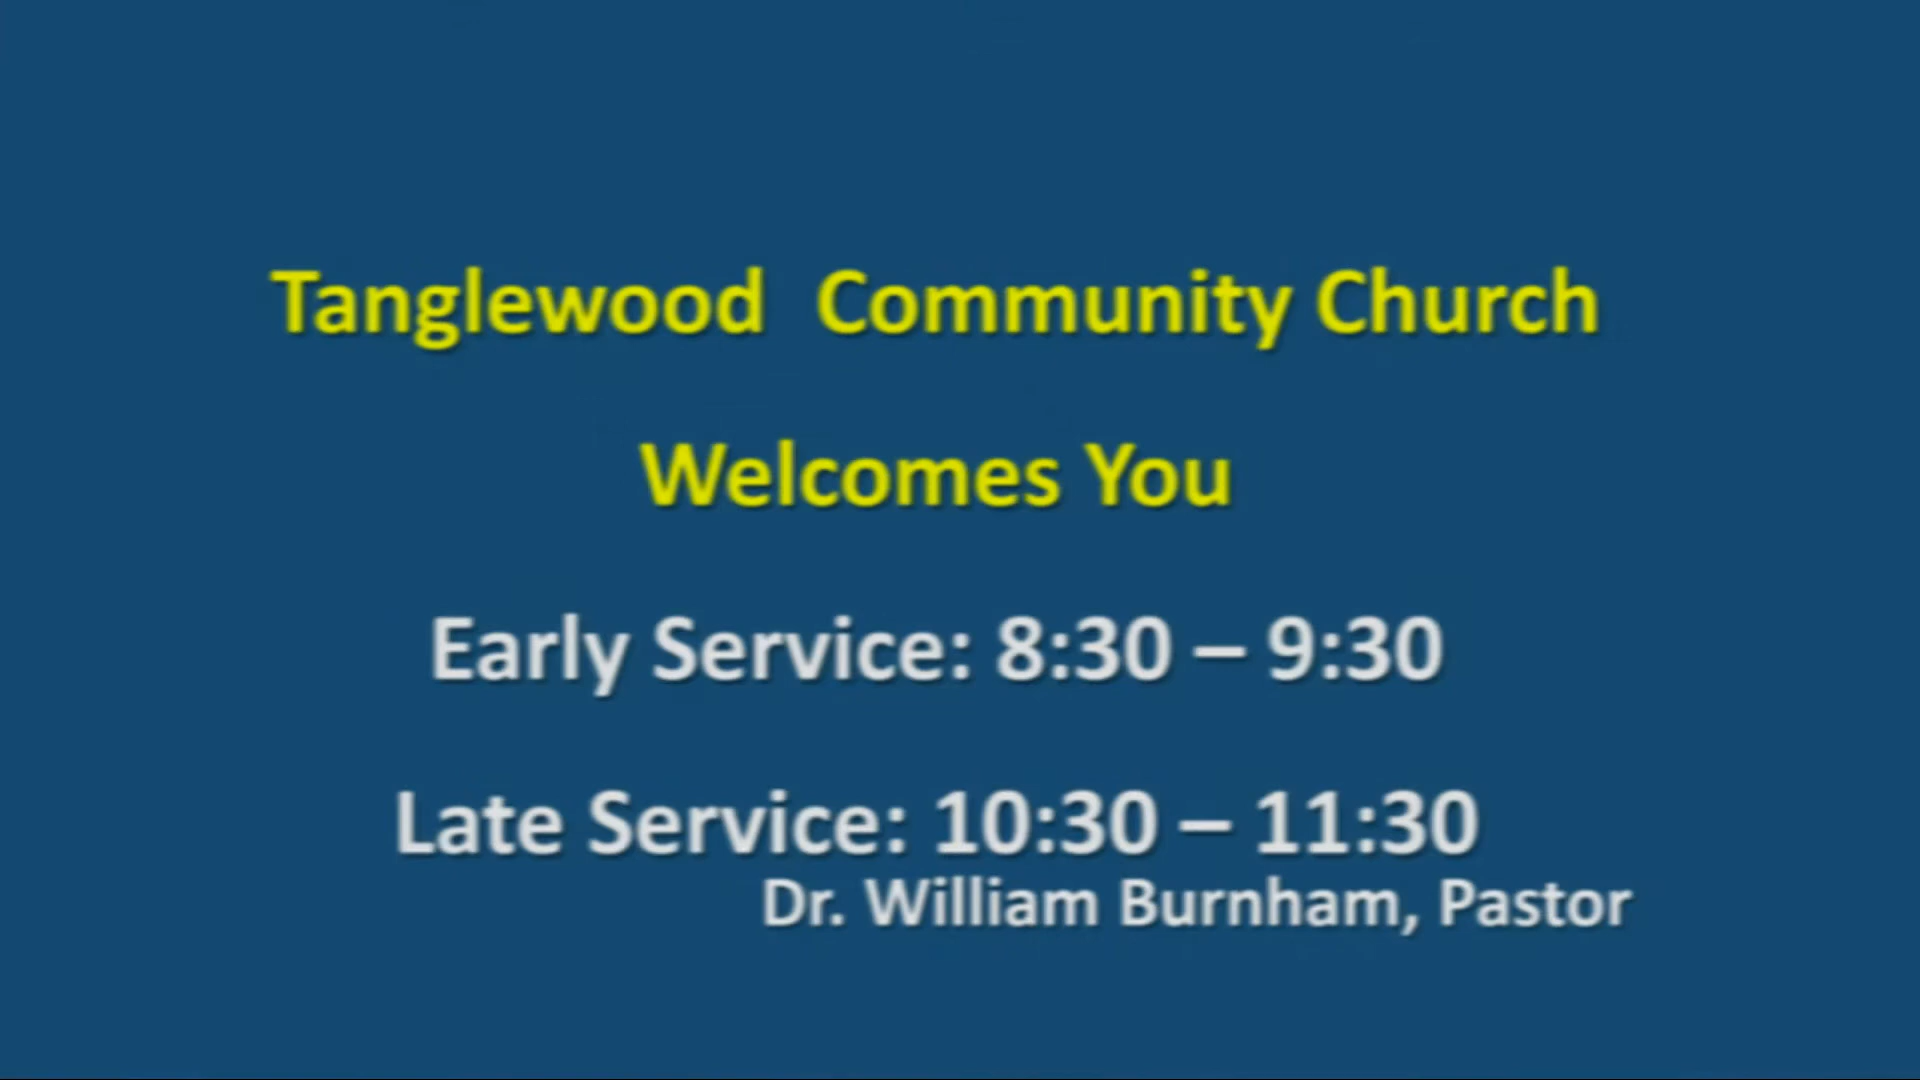 Tanglewood  Community Church
Welcomes You
Early Service: 8:30 – 9:30
Late Service: 10:30 – 11:30
Dr. William Burnham, Pastor